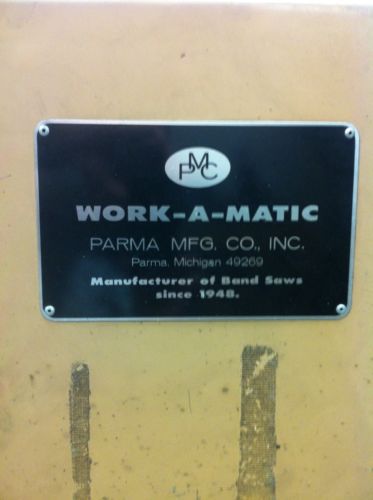 PMC
WORK-A-MATIC
PARMA MFG. CO., INC.
Parma, Michigan 49269
Manufacturer of Band Saws
since 1948.